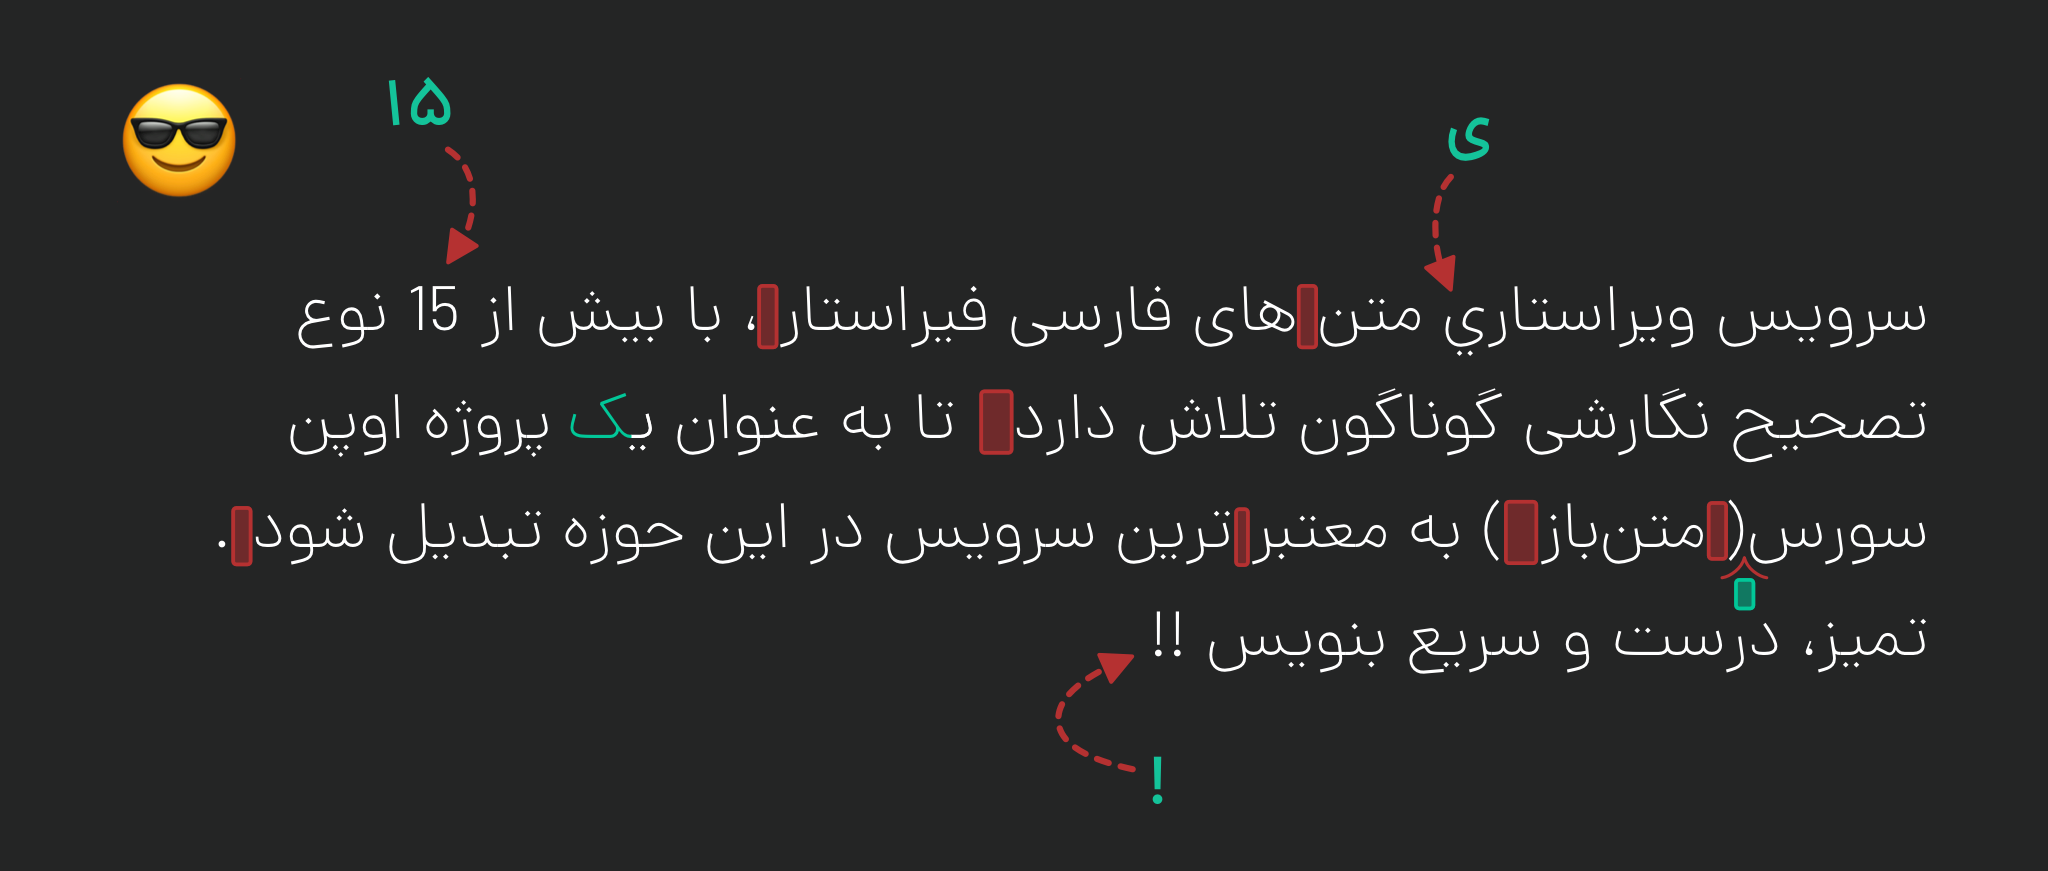 ۱۵
ی
سرویس ویراستاري متن های فارسی فیراستار ، با بیش از 15 نوع
تصحیح نگارشی گوناگون تلاش دارد  تا به عنوان یک پروژه اوپن
سورس( متن‌باز  ) به معتبر ترین سرویس در این حوزه تبدیل شود .
تمیز، درست و سریع بنویس !!
!